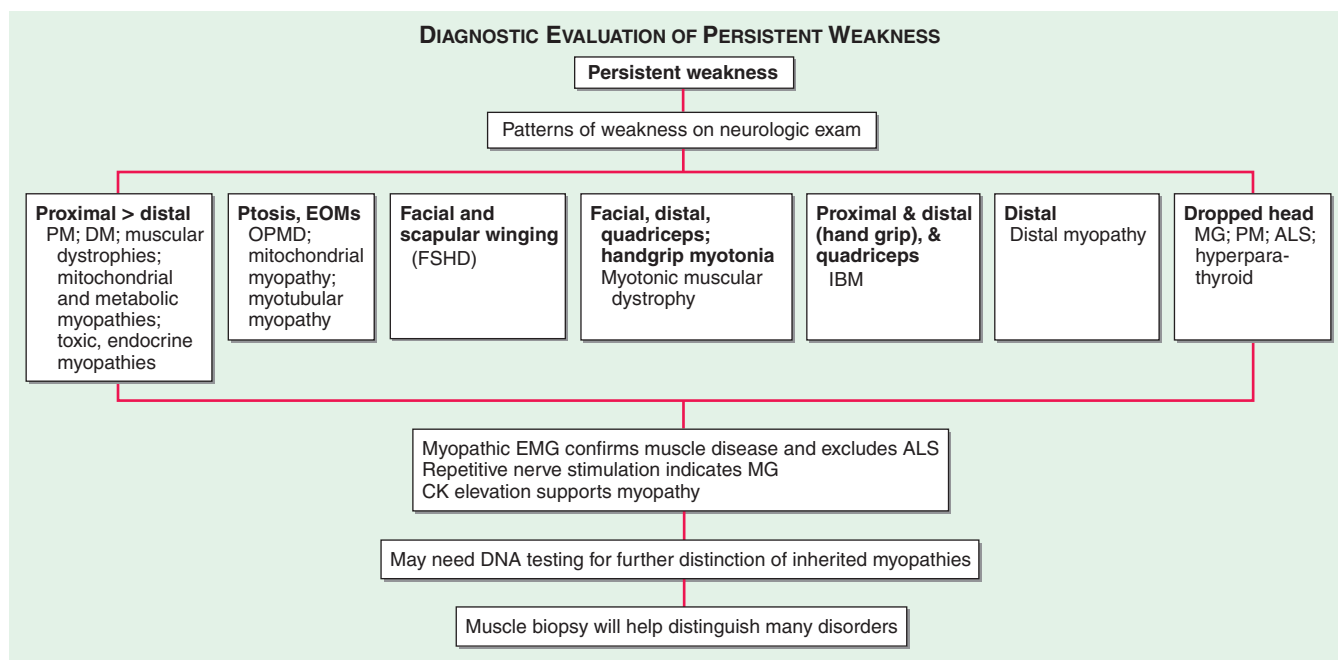 DIAGNOSTIC EVALUATION OF PERSISTENT WEAKNESS
Persistent weakness
Patterns of weakness on neurologic exam
Proximal > distal
PM; DM; muscular
dystrophies;
mitochondrial
and metabolic
myopathies;
toxic, endocrine
myopathies
Ptosis, EOMs
OPMD;
mitochondrial
myopathy;
myotubular
myopathy
Facial and
scapular winging
(FSHD)
Facial, distal,
quadriceps;
handgrip myotonia
Myotonic muscular
dystrophy
Proximal & distal
(hand grip), &
quadriceps
IBM
Distal
Distal myopathy
Dropped head
MG; PM; ALS;
hyperpara-
thyroid
Myopathic EMG confirms muscle disease and excludes ALS
Repetitive nerve stimulation indicates MG
CK elevation supports myopathy
May need DNA testing for further distinction of inherited myopathies
Muscle biopsy will help distinguish many disorders